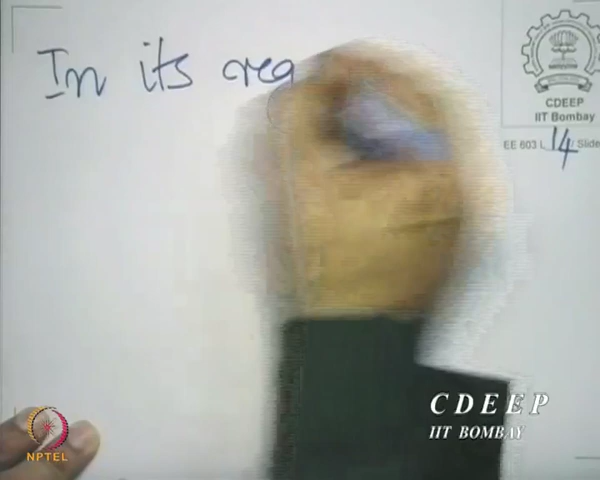 In its reg
CDEEP
IIT Bombay
EE 603 L 14 / Slide
CDEEP
IIT BOMBAY
NPTEL